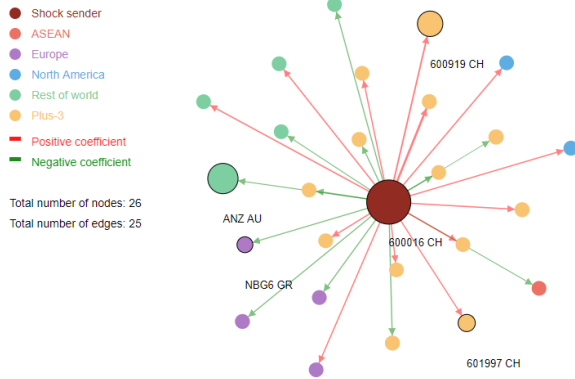 Shock sender
ASEAN
Europe
North America
Rest of world
Plus-3
Positive coefficient
Negative coefficient
Total number of nodes: 26
Total number of edges: 25
600919 CH
ANZ AU
600016 CH
NBG6 GR
601997 CH